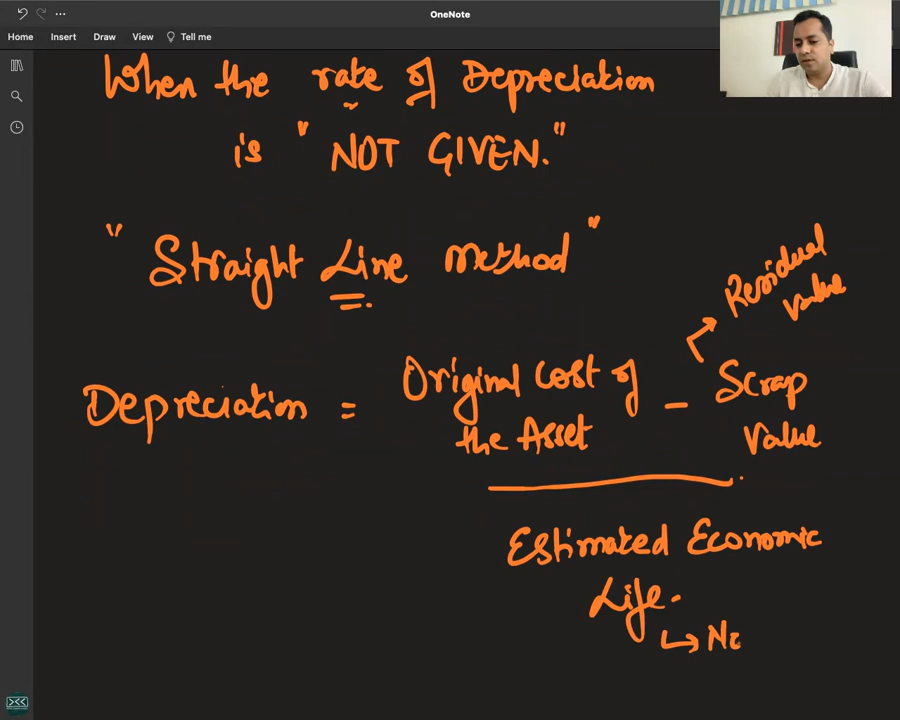 OneNote
Home Insert Draw View Tell me
When the rate of Depreciation
is "NOT GIVEN."
"Straight Line Method"
Residual
value
Depreciation = Original Cost of the Asset - Scrap Value
Estimated Economic
Life.